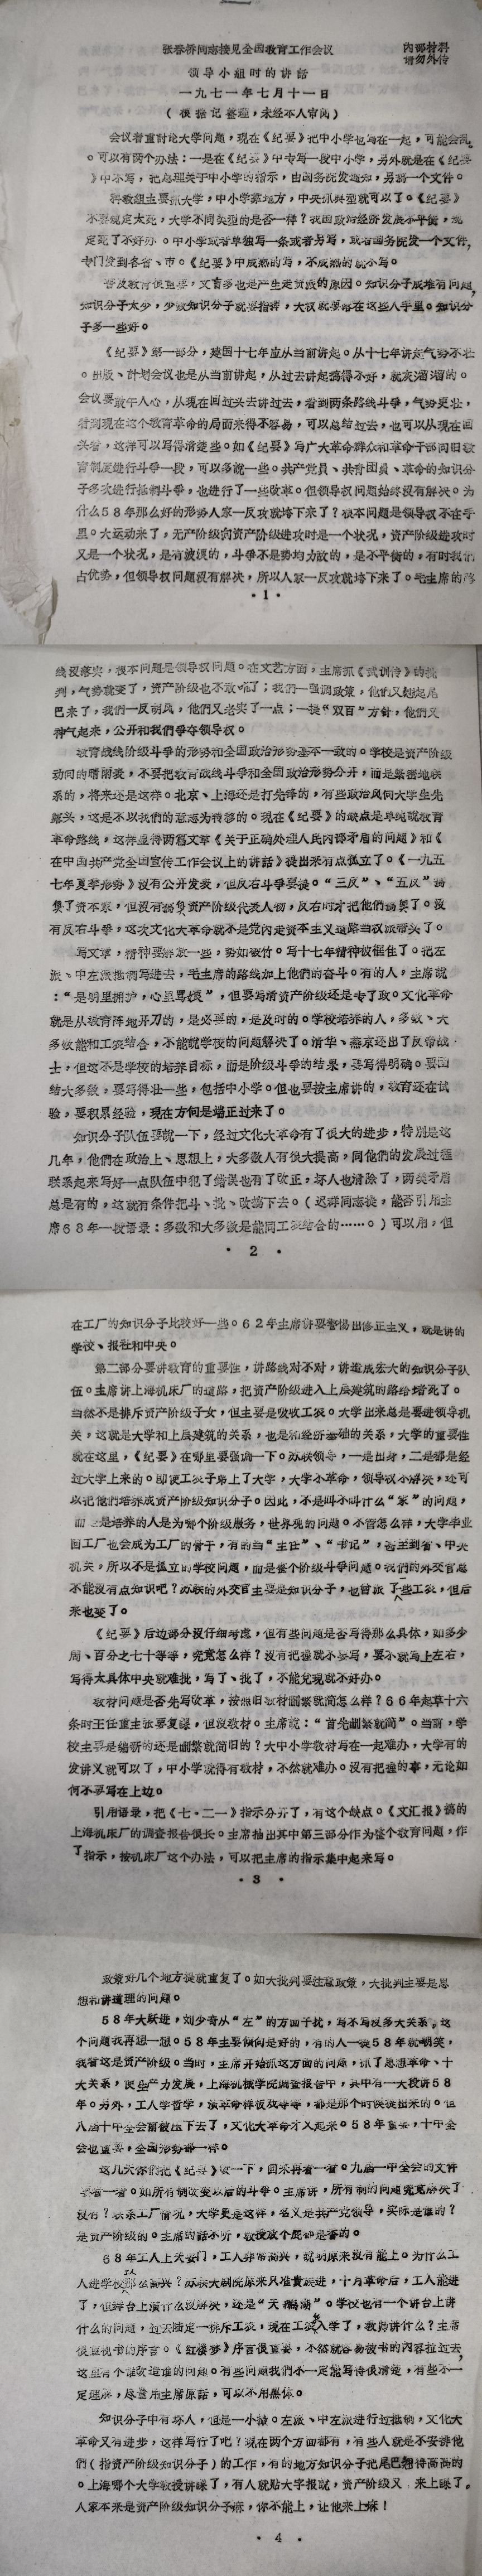 张春桥同志接见全国教育工作会议
领导小组时的讲话
内部材料
请勿外传
一九七一年七月十一日
（根据记整理，未经本人审阅）
会议着重讨论大学问题，现在《纪要》把中小学也写在一起，可能会乱
。可以有两个办法：一是在《纪要》中专写一段中小学，另外就是在《纪要
》中不写，把总理关于中小学的指示，由国务院发通知，另搞一个文件。
科教组主要抓大学，中小学靠地方，中央抓典型就可以了。《纪要》
不要规定太死，大学不同类型的是否一样？我国政治经济发展不平衡，规
定死了不好办。中小学或者单独写一条或者另写，或者国务院发一个文件，
专门发到各省、市。《纪要》中成熟的写，不成熟的就不写。
普及教育很重要，文盲多也是产生走资派的原因。知识分子成堆有问题，
知识分子太少，少数知识分子就要指挥，大权就要落在这些人手里。知识分
子多一些好。
《纪要》第一部分，建国十七年应从当前讲起。从十七年讲起气势不壮
。出版、计划会议也是从当前讲起，从过去讲起搞得不好，就灰溜溜的。
会议要鼓午人心，从现在回过头去讲过去，看到两条路线斗争，气势更壮，
看到现在这个教育革命的局面来得不容易，可以总结过去，也可以从现在回
头看，这样可以写得清楚些。如《纪要》写广大革命群众和革命干部同旧教
育制度进行斗争一段，可以多说一些。共产党员、共青团员、革命的知识分
子多次进行抵制斗争，也进行了一些改革。但领导权问题始终没有解决。为
什么58年那么好的形势人家一反攻就垮下来了？根本问题是领导权不在手
里。大运动来了，无产阶级向资产阶级进攻时是一个状况，资产阶级进攻时
又是一个状况，是有波浪的，斗争不是势均力敌的，是不平衡的，有时我们
占优势，但领导权问题没有解决，所以人家一反攻就垮下来了。毛主席的路
·1·
线没落实，根本问题是领导权问题。在文艺方面，主席抓《武训传》的批
判，气势就变了，资产阶级也不敢 了；我们一强调政策，他们又翘起尾
巴来了，我们一反胡风，他们又老实了一点；一提“双百”方针，他们又
神气起来，公开和我们争夺领导权。
教育战线阶级斗争的形势和全国政治形势基本一致的。学校是资产阶级
动向的晴雨表，不要把教育战线斗争和全国政治形势分开，而是紧密地联
系的，将来还是这样。北京、上海还是打先锋的，有些政治风向大学生先
露头，这是不以我们的意志为转移的。现在《纪要》的缺点是单纯就教育
革命路线，这样显得两篇文章《关于正确处理人民内部矛盾的问题》和《
在中国共产党全国宣传工作会议上的讲话》提出来有点孤立了。《一九五
七年夏季形势》没有公开发表，但反右斗争要提。“三反”、“五反”搞
臭了资本家，但没有搞臭资产阶级代表人物，反右时才把他们搞臭了。没
有反右斗争，这次文化大革命就不是党内走资本主义道路当权派带头了。
写文章，精神要解放一些，势如破竹。写十七年精神被框住了。把左
派、中左派抵制写进去，毛主席的路线加上他们的奋斗。有的人，主席说
：“是明里拥护，心里骂娘”，但要写清资产阶级还是专了政。文化革命
就是从教育阵地开刀的，是必要的，是及时的。学校培养的人，多数、大
多数能和工农结合，不能说学校的问题解决了。清华、燕京还出了反帝战
士，但这不是学校的培养目标，而是阶级斗争的结果，要写得明确。要团
结大多数，要写得壮一些，包括中小学。但也要按主席讲的，教育还在试
验，要积累经验，现在方向是端正过来了。
知识分子队伍要说一下，经过文化大革命有了很大的进步，特别是这
几年，他们在政治上、思想上，大多数人有很大提高，同他们的发展过程
联系起来写好一点队伍中犯了错误也有了改正，坏人也清除了，两类矛盾
总是有的，这就有条件把斗、批、改搞下去。（迟群同志提，能否引用主
席68年一段语录：多数和大多数是能同工农结合的……。）可以用，但
· 2 ·
在工厂的知识分子比较好一些。62年主席讲要警惕出修正主义，就是讲的
学校、报社和中央。
第二部分要讲教育的重要性，讲路线对不对，讲造成宏大的知识分子队
伍。主席讲上海机床厂的道路，把资产阶级进入上层建筑的路给堵死了。
当然不是排斥资产阶级子女，但主要是吸收工农。大学出来总是要进领导机
关，这就是大学和上层建筑的关系，也是和经济基础的关系，大学的重要性
就在这里，《纪要》在哪里要强调一下。苏联领导，一是出身，二是都是经
过大学上来的。即使工农子弟上了大学，大学不革命，领导权不解决，还可
以把他们培养成资产阶级知识分子。因此，不是叫不叫什么“家”的问题，
而 是培养的人是为哪个阶级服务，世界观的问题。不管怎么样，大学毕业
回工厂也会成为工厂的骨干，有的当“主任”、“书记”，甚至到省、中央
机关，所以不是孤立的学校问题，而是整个阶级斗争问题。我们的外交官总
不能没有点知识吧？苏联的外交官主要是知识分子，也曾派了一些工农，但后
来也变了。
《纪要》后边部分没仔细考虑，但有些问题是否写得那么具体，如多少
周、百分之七十等等，究竟怎么样？没有把握就不要写，要不就写上左右，
写得太具体中央就难批，写了、批了，不能兑现就不好办。
教材问题是否先写改革，按照旧教材删繁就简怎么样？66年起草十六
条时王任重主张要复课，但没教材。主席说：“首先删繁就简”。当前，学
校主要是编新的还是删繁就简旧的？大中小学教材写在一起难办，大学有的
发讲义就可以了，中小学就得有教材，不然就难办。没有把握的事，无论如
何不要写在上边。
引用语录，把《七·二一》指示分开了，有这个缺点。《文汇报》搞的
上海机床厂的调查报告很长。主席抽出其中第三部分作为整个教育问题，作
了指示，按机床厂这个办法，可以把主席的指示集中起来写。
· 3 ·
政策好几个地方提就重复了。如大批判要注意政策，大批判主要是思
想和讲道理的问题。
58年大跃进，刘少奇从“左”的方面干扰，写不写没多大关系，这
个问题我再想一想。58年主要倾向是好的，有的人一提58年就嘲笑，
我看这是资产阶级。当时，主席开始抓这方面的问题，抓了思想革命、十
大关系，使生产力发展，上海机械学院调查报告中，其中有一大段讲58
年。另外，工人学哲学，演革命样板戏等等，都是那个时候提出来的。但
八届十中全会前被压下去了，文化大革命才又起来。58年重要，十中全
会也重要，全国形势都一样。
这几天你们把《纪要》改一下，回来再看一看。九届一中全会的文件
要看一看。如所有制改变以后的斗争。主席讲，所有制的问题究竟解决了
没有？联系工厂情况，大学更是这样，名义是共产党领导，实际是谁的？
是资产阶级的。主席的话不听，教授放个屁都是香的。
68年工人上天安门，工人非常高兴，说明原来没有能上。为什么工
人进学校工人那么高兴？苏联大剧院原来只准贵族进，十月革命后，工人能进
了，但舞台上演什么没解决，还是“天鹅湖”。学校也有一个讲台上讲
什么的问题，过去肯定一排斥工农，现在工农能入学了，教师讲什么？主席
很重视书的序言。《红楼梦》序言很重要，不然就容易被书的内容拉过去，
这里有个谁改造谁的问题。有些问题我们不一定能写得很清楚，有些不一
定理解，尽量用主席原话，可以不用黑体。
知识分子中有坏人，但是一小撮。左派、中左派进行过抵制，文化大
革命又有进步，这样写行了吧？现在两个方面都有，有些人就是不安排他
们（指资产阶级知识分子）的工作，有的地方知识分子把尾巴翘得高高的
。上海哪个大学教授讲课了，有人就贴大字报说，资产阶级又 来上课了。
人家本来是资产阶级知识分子嘛，你不能上，让他来上嘛！
· 4 ·